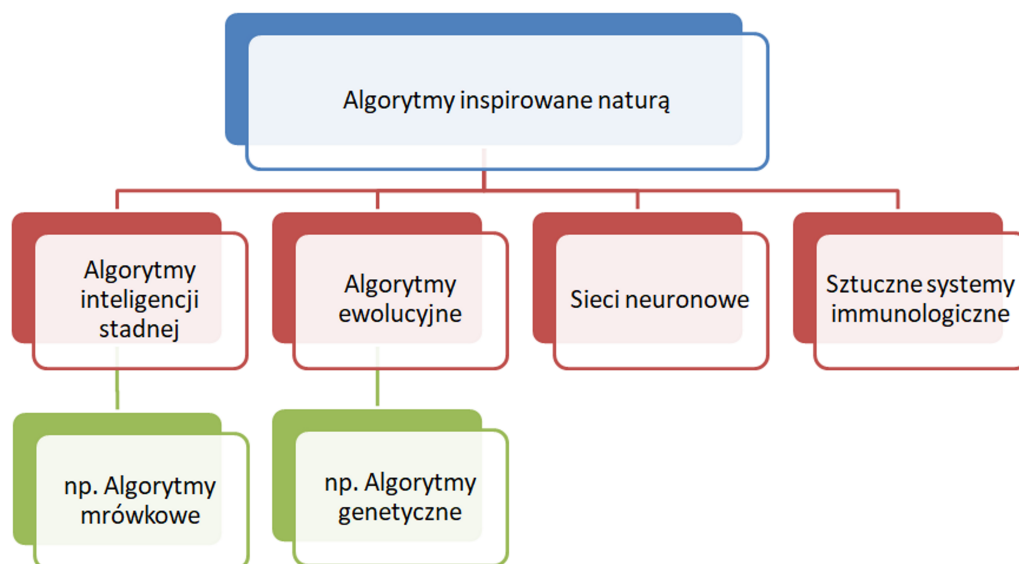 Algorytmy inspirowane naturą
Algorytmy
inteligencji
stadnej
Algorytmy
ewolucyjne
Sieci neuronowe
Sztuczne systemy
immunologiczne
np. Algorytmy
mrówkowe
np. Algorytmy
genetyczne